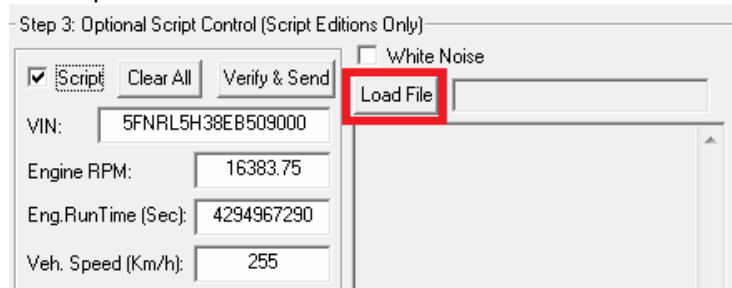 Step 3: Optional Script Control (Script Editions Only)
White Noise
Script Clear All Verify & Send
Load File
VIN: 5FNRL5H38EB509000
Engine RPM: 16383.75
Eng.RunTime (Sec): 4294967290
Veh. Speed (Km/h): 255